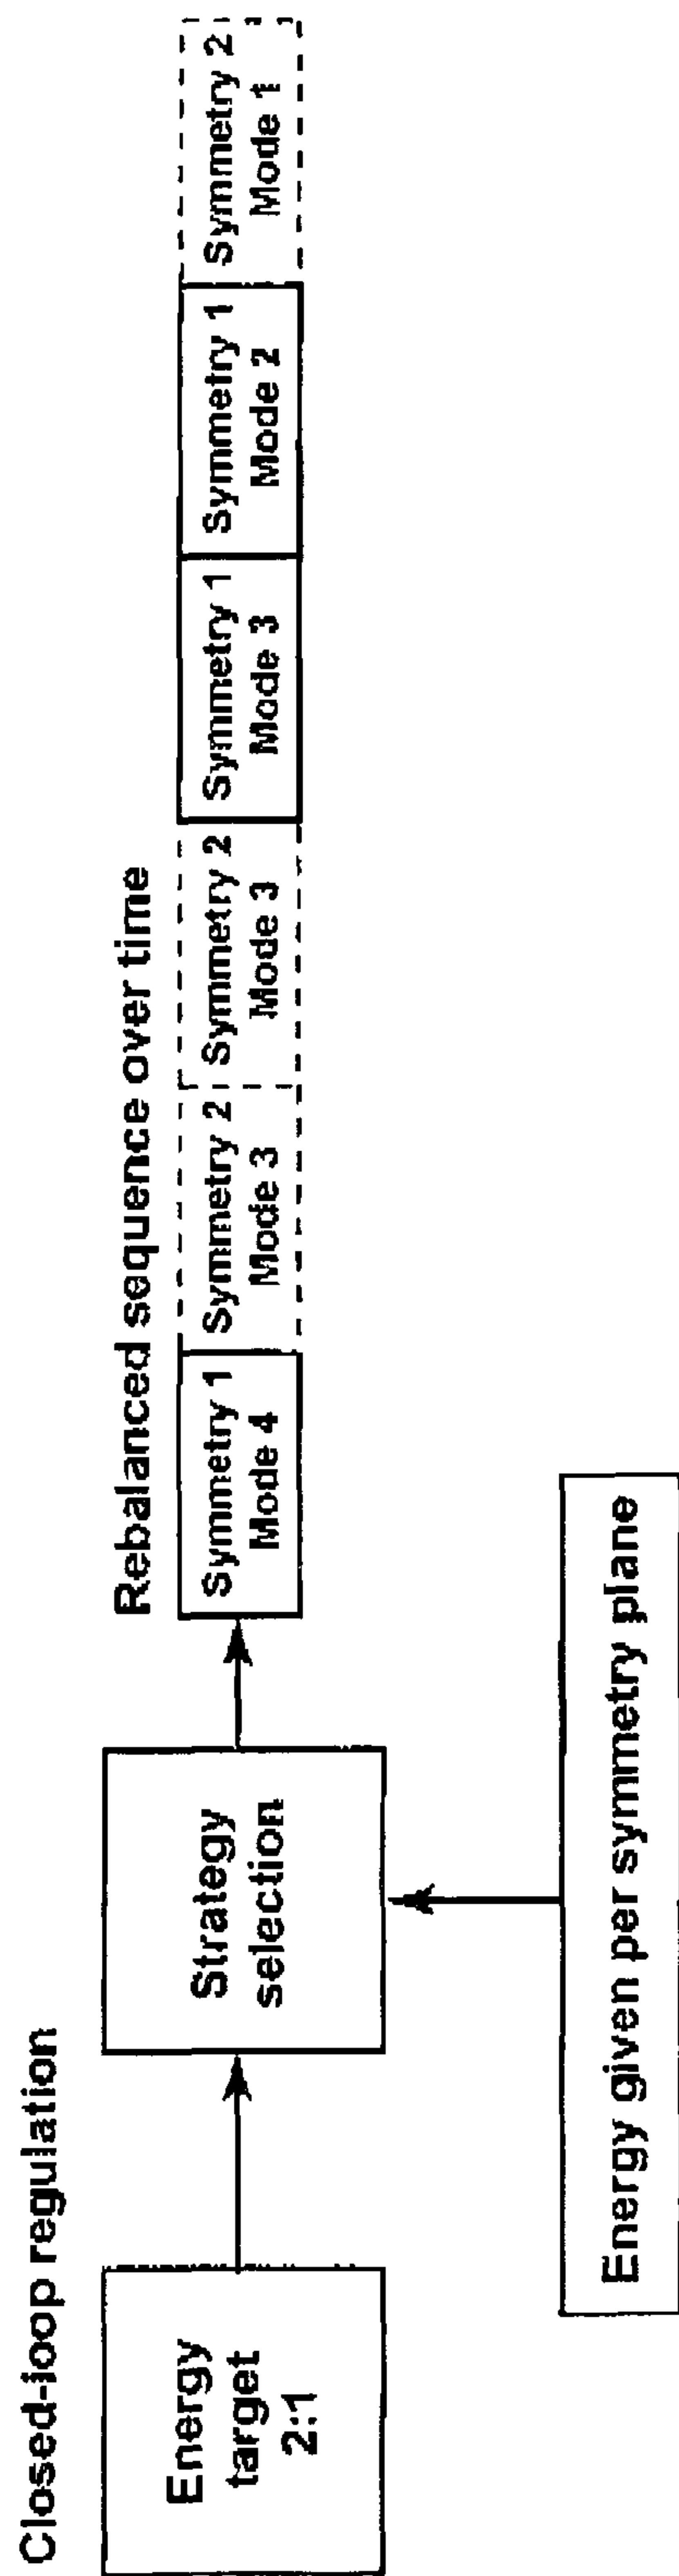 Closed-loop regulation
Energy
target
2:1
Strategy
selection
Energy given per symmetry plane
Rebalanced sequence over time
Symmetry 1
Mode 4
Symmetry 2
Mode 3
Symmetry 2
Mode 3
Symmetry 1
Mode 3
Symmetry 1
Mode 2
Symmetry 2
Mode 1